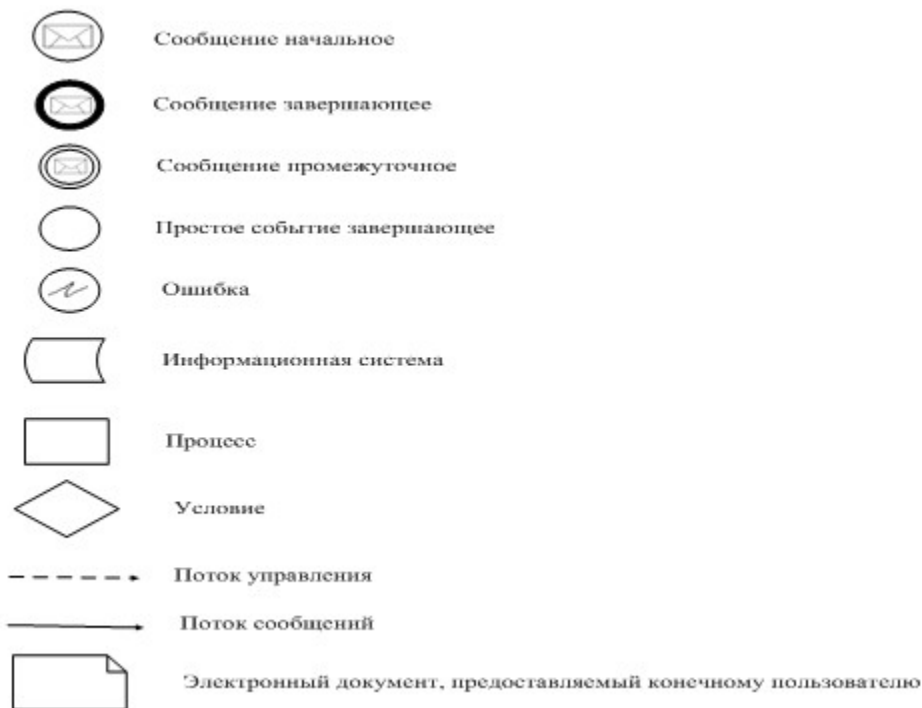 Сообщение начальное
Сообщение завершающее
Сообщение промежуточное
Простое событие завершающее
Ошибка
Информационная система
Процесс
Условие
Поток управления
Поток сообщений
Электронный документ, предоставляемый конечному пользователю